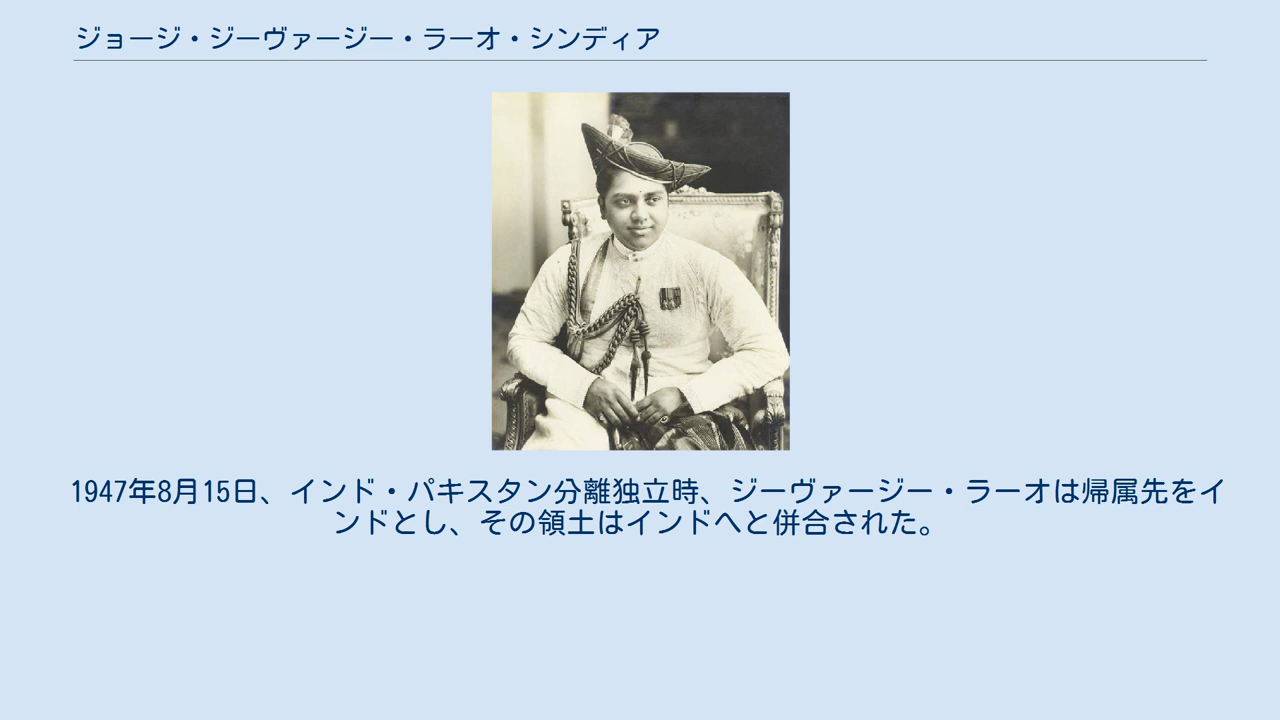 ジョージ・ジーヴァージー・ラーオ・シンディア
1947年8月15日、インド・パキスタン分離独立時、ジーヴァージー・ラーオは帰属先をイ
ンドとし、その領土はインドへと併合された。